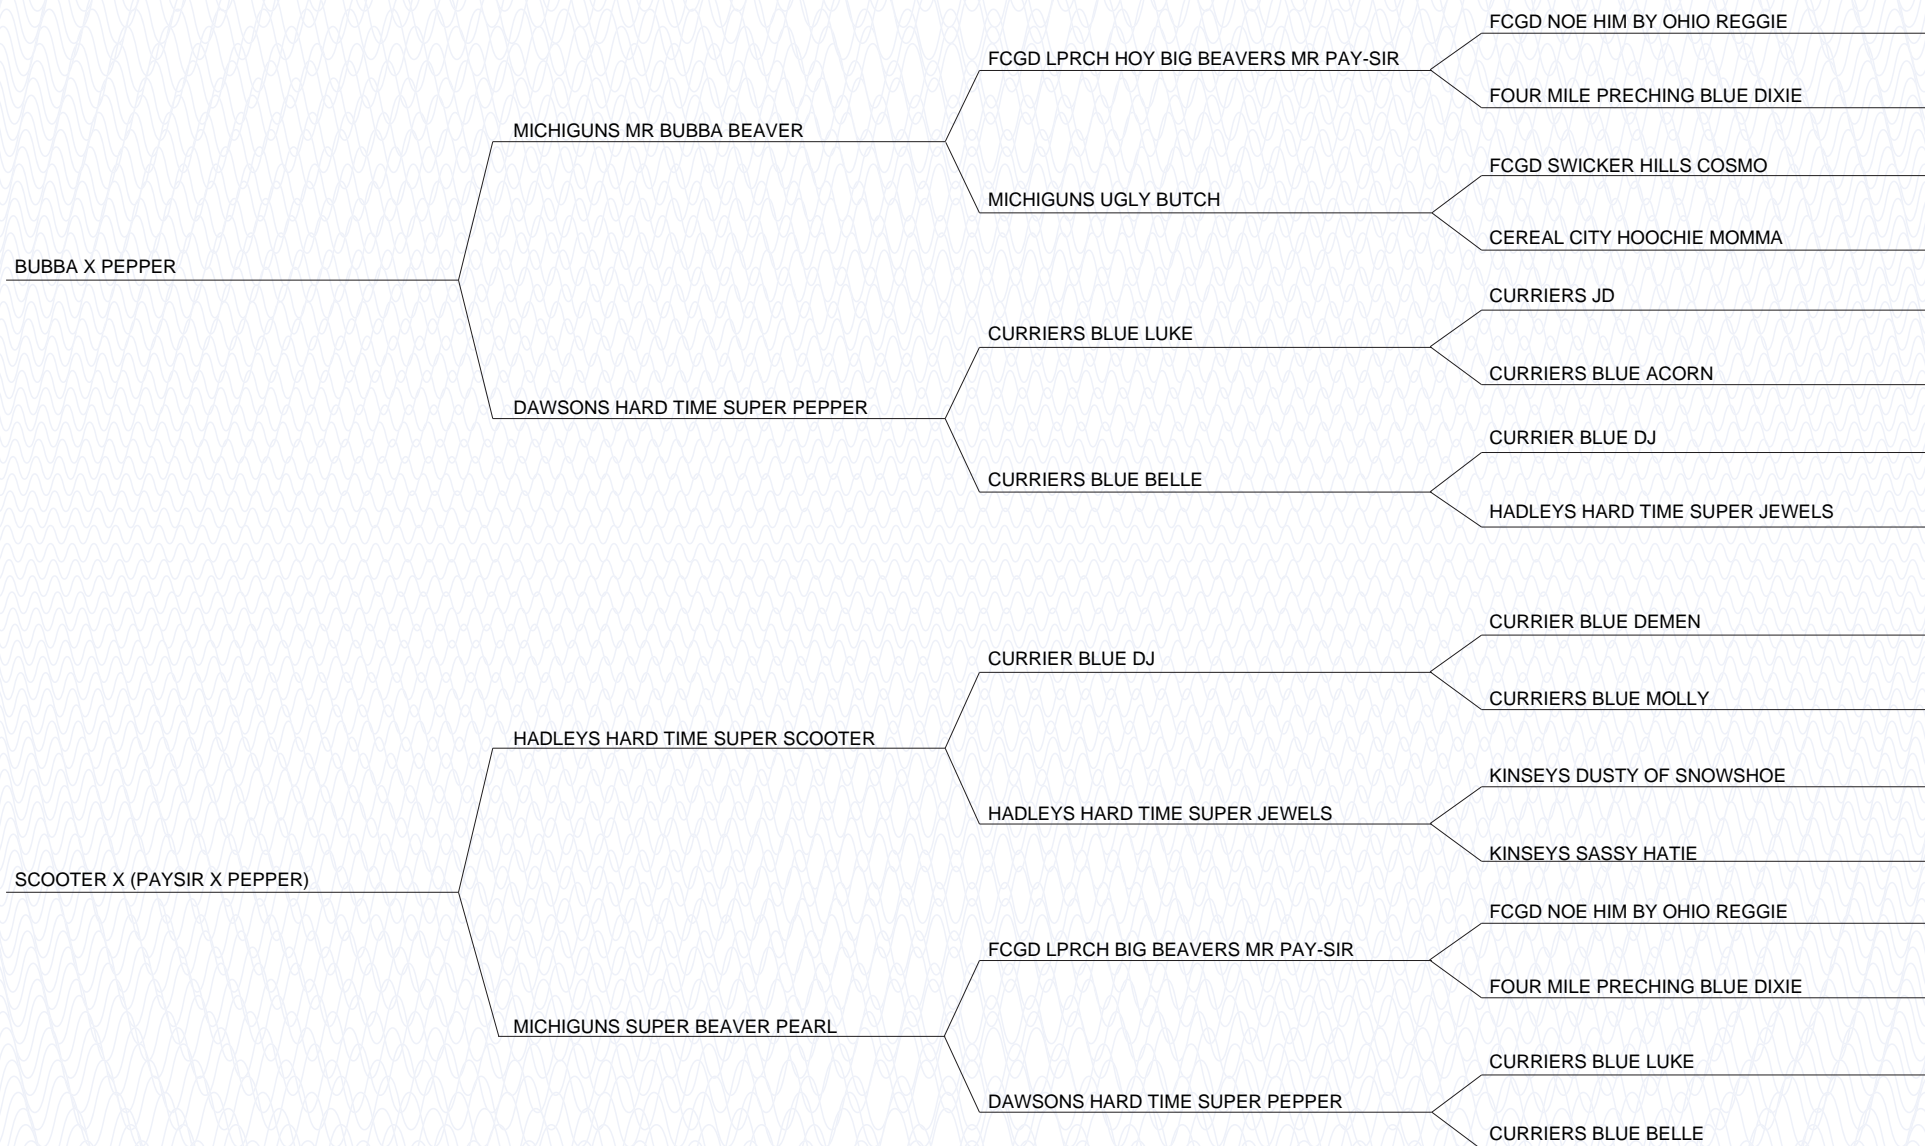 FCGD NOE HIM BY OHIO REGGIE
FCGD LPRCH HOY BIG BEAVERS MR PAY-SIR
FOUR MILE PRECHING BLUE DIXIE
MICHIGUNS MR BUBBA BEAVER
FCGD SWICKER HILLS COSMO
MICHIGUNS UGLY BUTCH
CEREAL CITY HOOCHIE MOMMA
BUBBA X PEPPER
CURRIERS JD
CURRIERS BLUE LUKE
CURRIERS BLUE ACORN
DAWSONS HARD TIME SUPER PEPPER
CURRIER BLUE DJ
CURRIERS BLUE BELLE
HADLEYS HARD TIME SUPER JEWELS
CURRIER BLUE DEMEN
CURRIER BLUE DJ
CURRIERS BLUE MOLLY
HADLEYS HARD TIME SUPER SCOOTER
KINSEYS DUSTY OF SNOWSHOE
HADLEYS HARD TIME SUPER JEWELS
KINSEYS SASSY HATIE
SCOOTER X (PAYSIR X PEPPER)
FCGD NOE HIM BY OHIO REGGIE
FCGD LPRCH BIG BEAVERS MR PAY-SIR
FOUR MILE PRECHING BLUE DIXIE
MICHIGUNS SUPER BEAVER PEARL
CURRIERS BLUE LUKE
DAWSONS HARD TIME SUPER PEPPER
CURRIERS BLUE BELLE